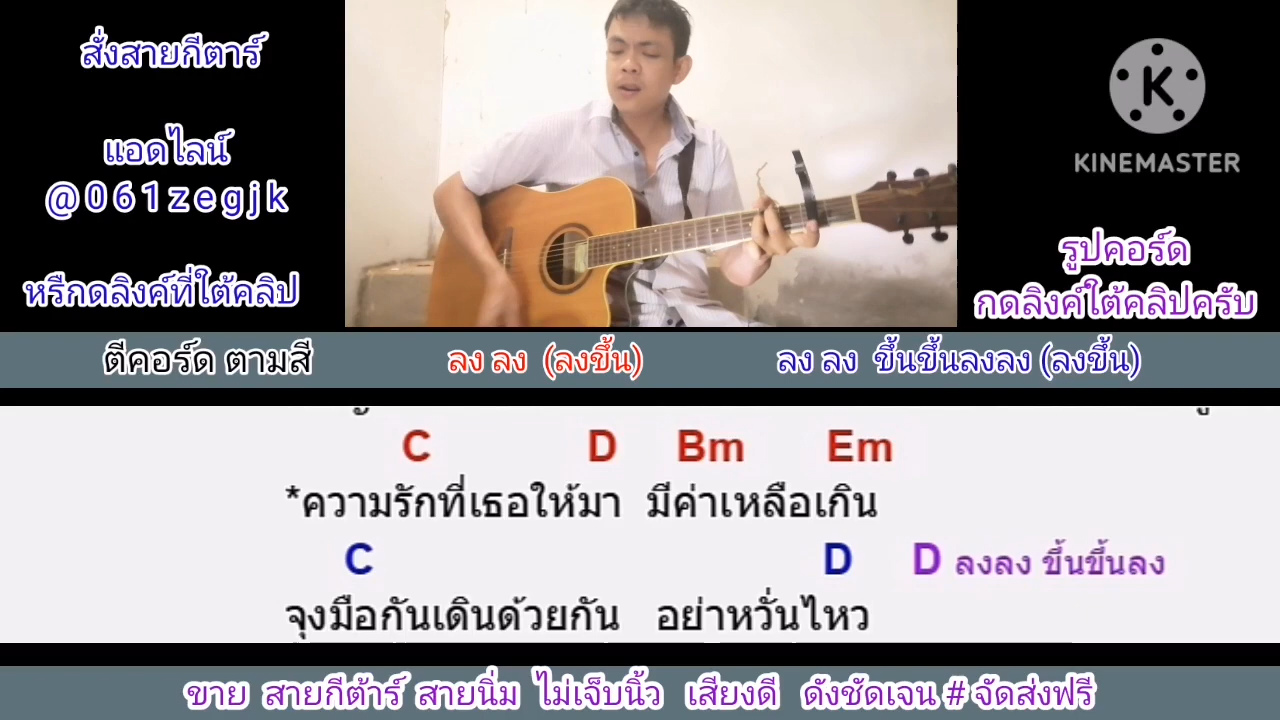 สั่งสายกีตาร์
แอดไลน์
@061zegjk
หรืกดลิงค์ที่ใต้คลิป
KINEMASTER
รูปคอร์ด
กดลิงค์ใต้คลิปครับ
ตีคอร์ด ตามสี ลง ลง (ลงขึ้น) ลง ลง ขึ้นขึ้นลงลง (ลงขึ้น)
C D Bm Em
*ความรักที่เธอให้มา มีค่าเหลือเกิน
C D D ลงลง ขึ้นขึ้นลง
จุงมือกันเดินด้วยกัน อย่าหวั่นไหว
ขาย สายกีต้าร์ สายนิ่ม ไม่เจ็บนิ้ว เสียงดี ดังชัดเจน # จัดส่งฟรี